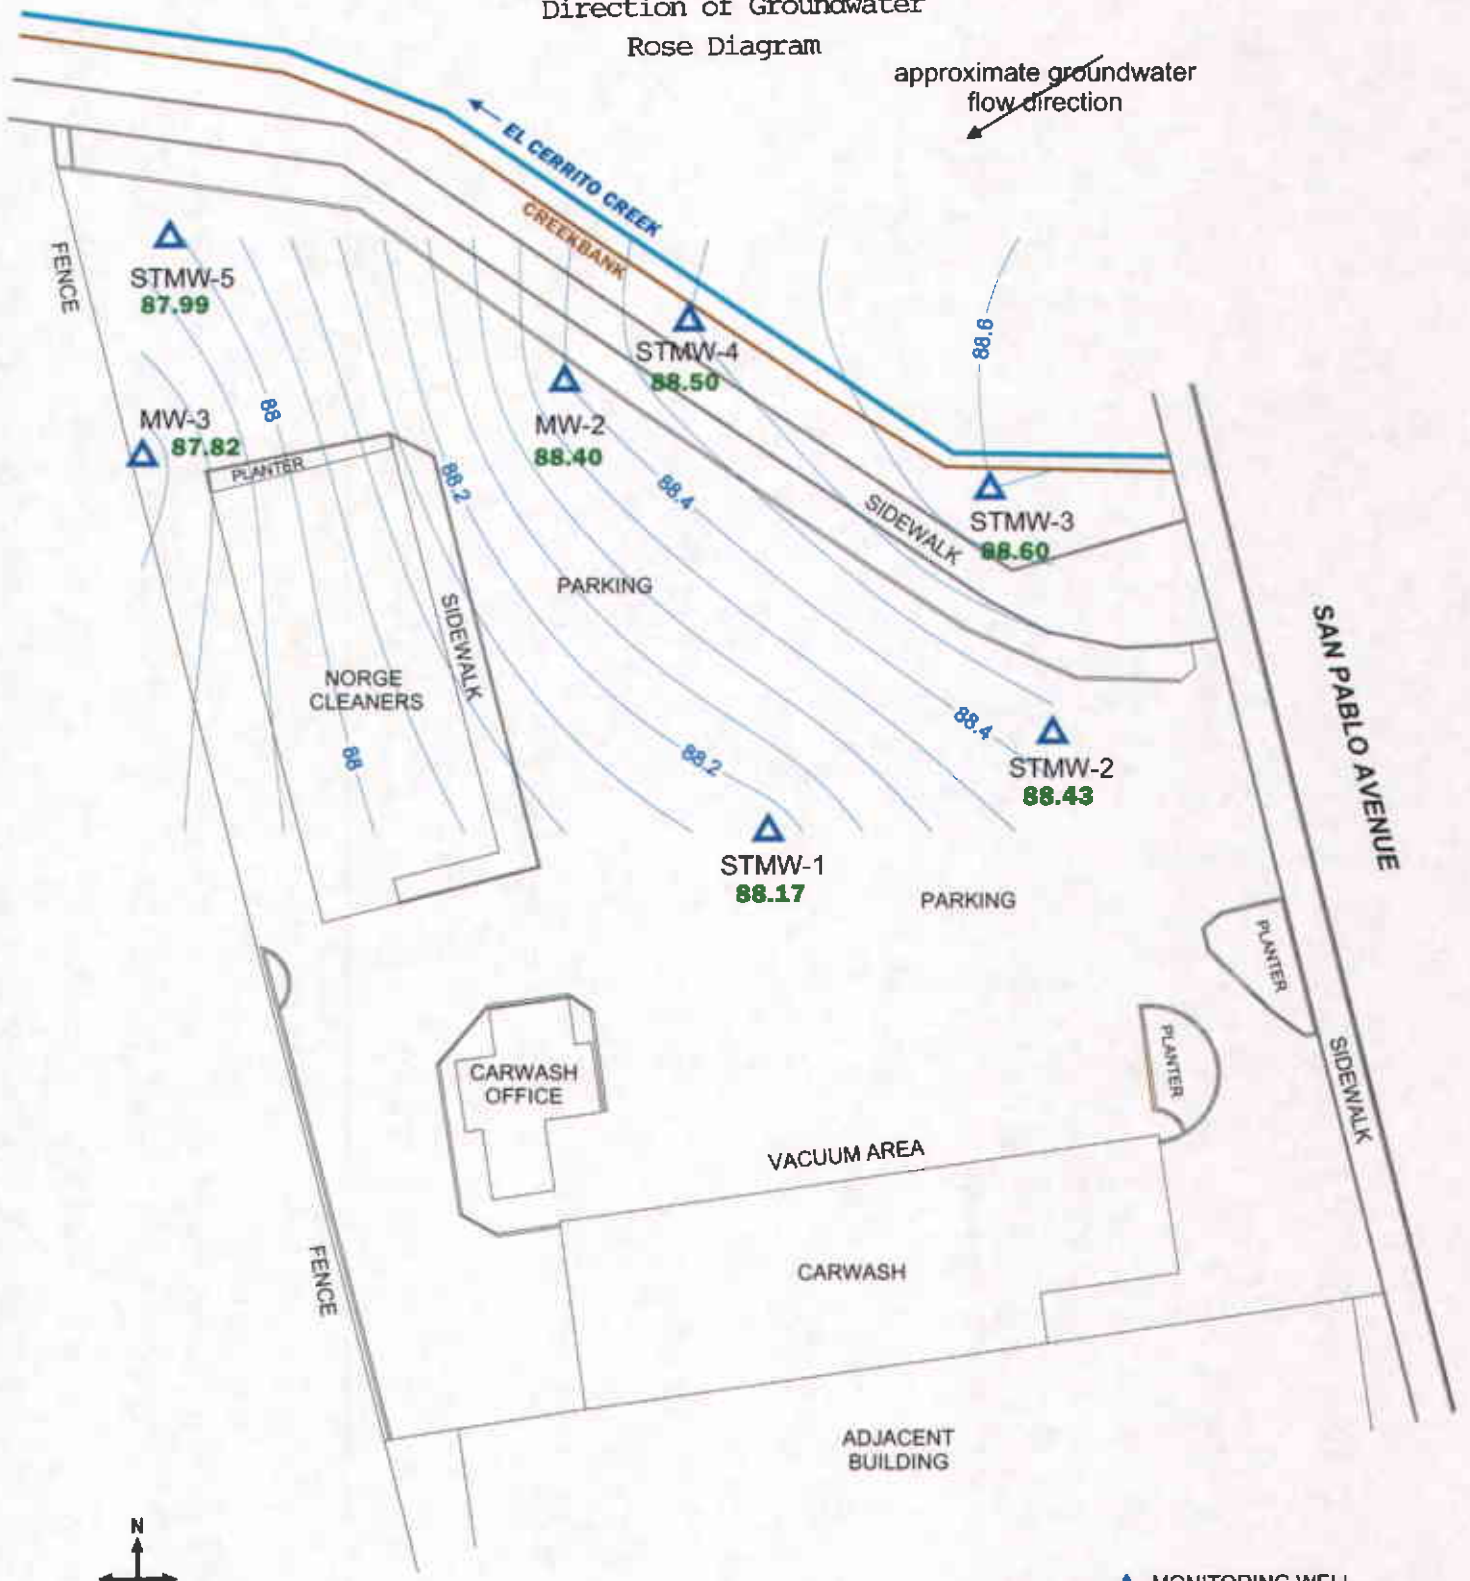 Direction of Groundwater
Rose Diagram
approximate groundwater
flow direction
EL CERRITO CREEK
CREEKBANK
FENCE
STMW-5
87.99
88.6
STMW-4
88.50
MW-3
87.82
88
MW-2
88.40
PLANTER
88.2
88.4
SIDEWALK
STMW-3
88.60
PARKING
SIDEWALK
NORGE
CLEANERS
SAN PABLO AVENUE
88
88.2
88.4
STMW-2
88.43
STMW-1
88.17
PARKING
PLANTER
CARWASH
OFFICE
PLANTER
SIDEWALK
VACUUM AREA
FENCE
CARWASH
ADJACENT
BUILDING
N
MONITORING WELL